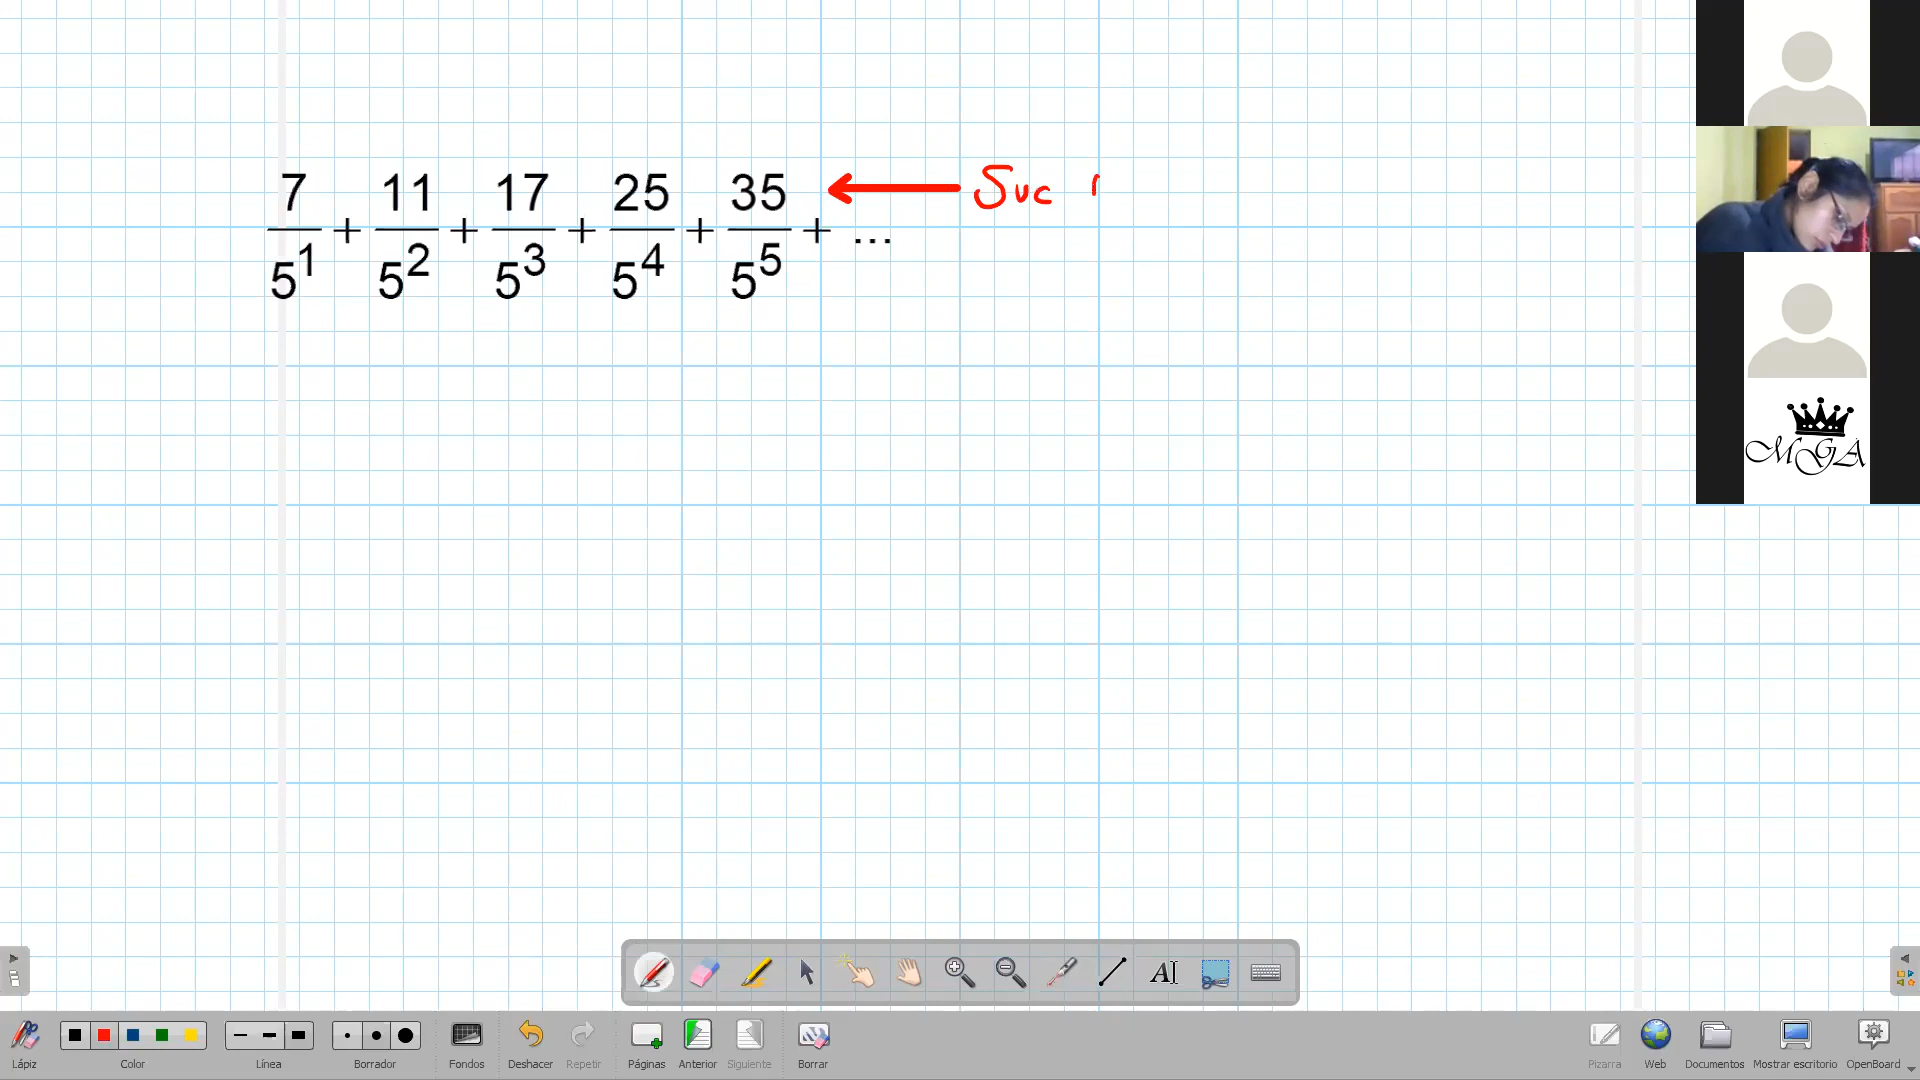 7/5^1 + 11/5^2 + 17/5^3 + 25/5^4 + 35/5^5 + ... ← Suc
MGA
AI
Lápiz Color Línea Borrador Fondos Deshacer Repetir Páginas Anterior Siguiente Borrar Pizarra Web Documentos Mostrar escritorio OpenBoard